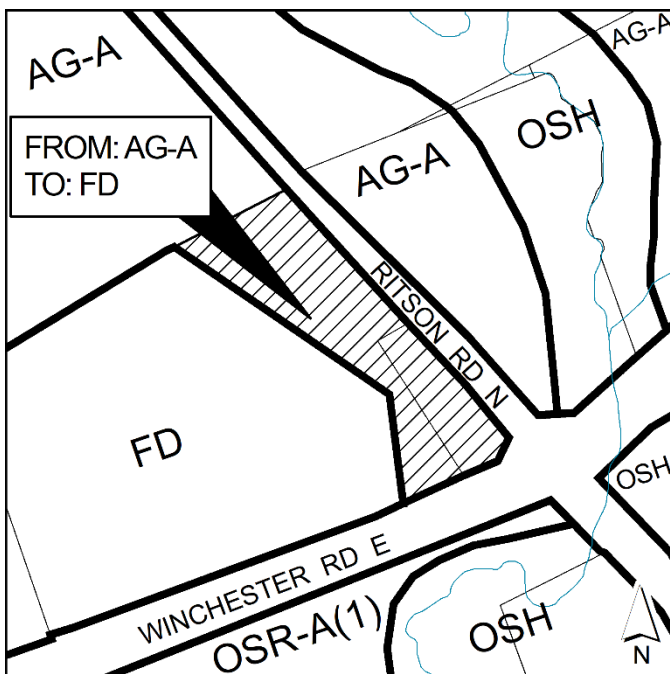 AG-A
AG-A
OSH
FROM: AG-A
TO: FD
AG-A
RITSON RD N
FD
OSH
WINCHESTER RD E
OSR-A(1)
OSH
N